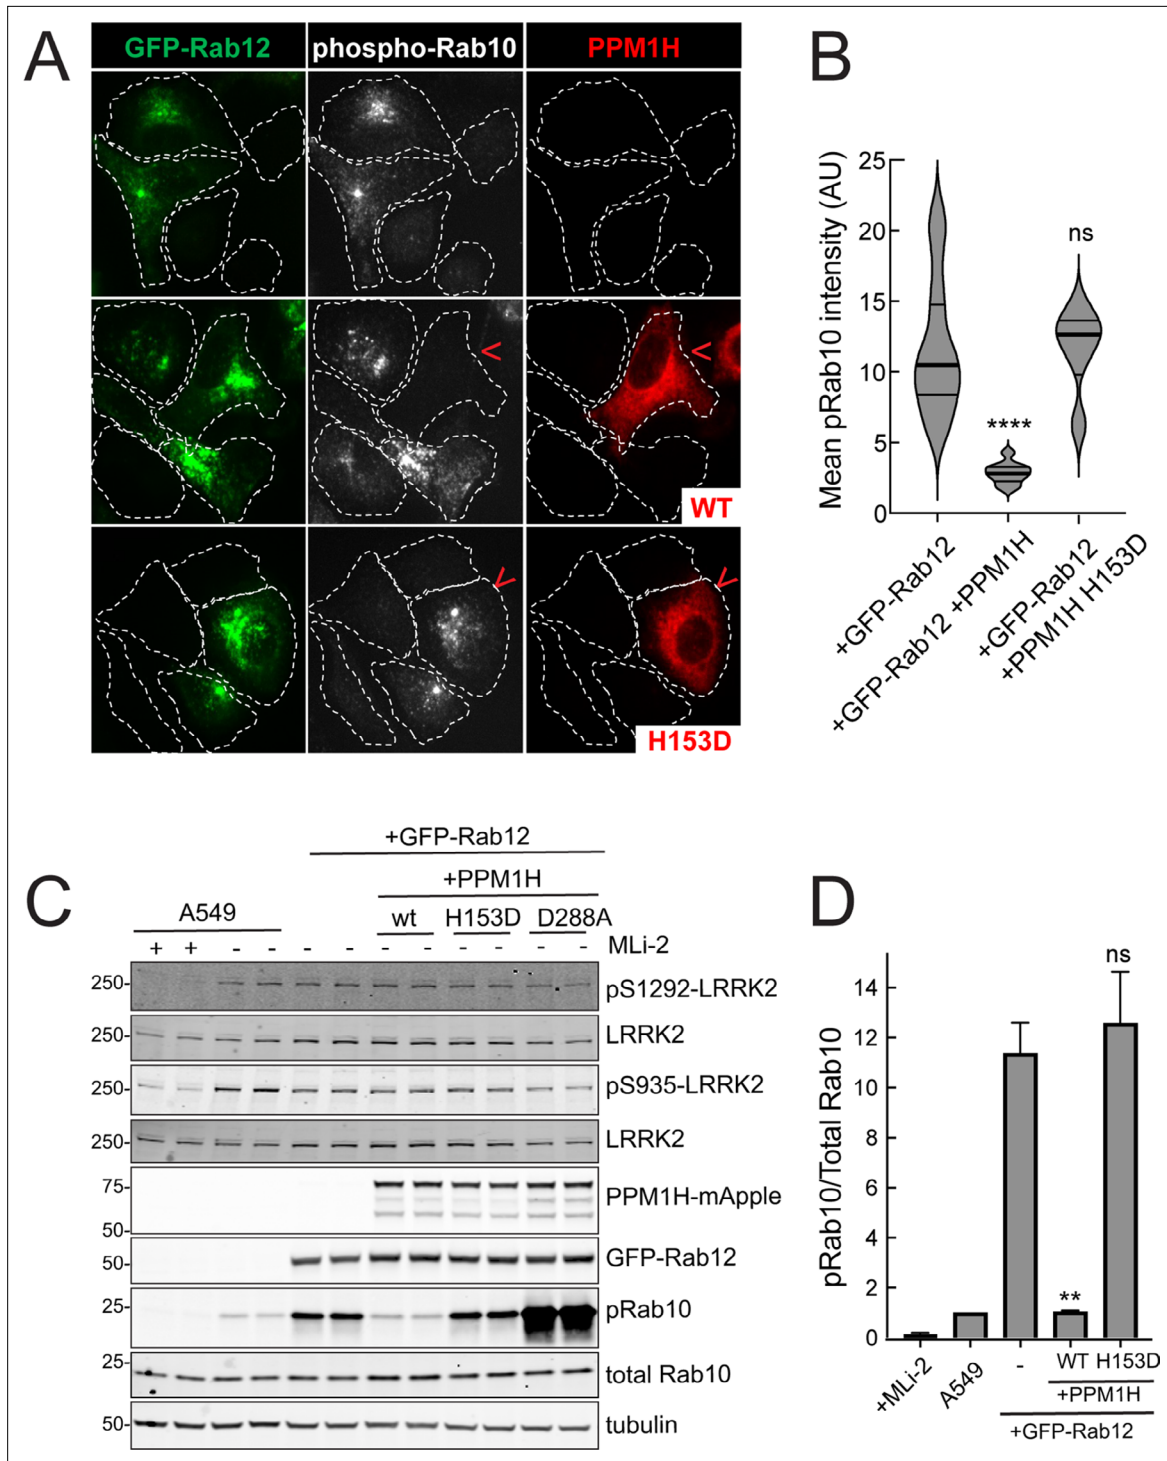 A
GFP-Rab12 phospho-Rab10 PPM1H
WT
H153D
B
Mean pRab10 intensity (AU)
25
20
15
10
5
0
ns
****
+GFP-Rab12
+GFP-Rab12 +PPM1H
+GFP-Rab12
+PPM1H H153D
C
+GFP-Rab12
+PPM1H
A549 wt H153D D288A
+ + - - - - - - - - - - MLi-2
250- pS1292-LRRK2
250- LRRK2
250- pS935-LRRK2
250- LRRK2
75-
PPM1H-mApple
50-
50- GFP-Rab12
25- pRab10
25-
total Rab10
50- tubulin
D
pRab10/Total Rab10
14
12
10
8
6
4
2
0
ns
**
+MLi-2
A549
- WT H153D
+PPM1H
+GFP-Rab12